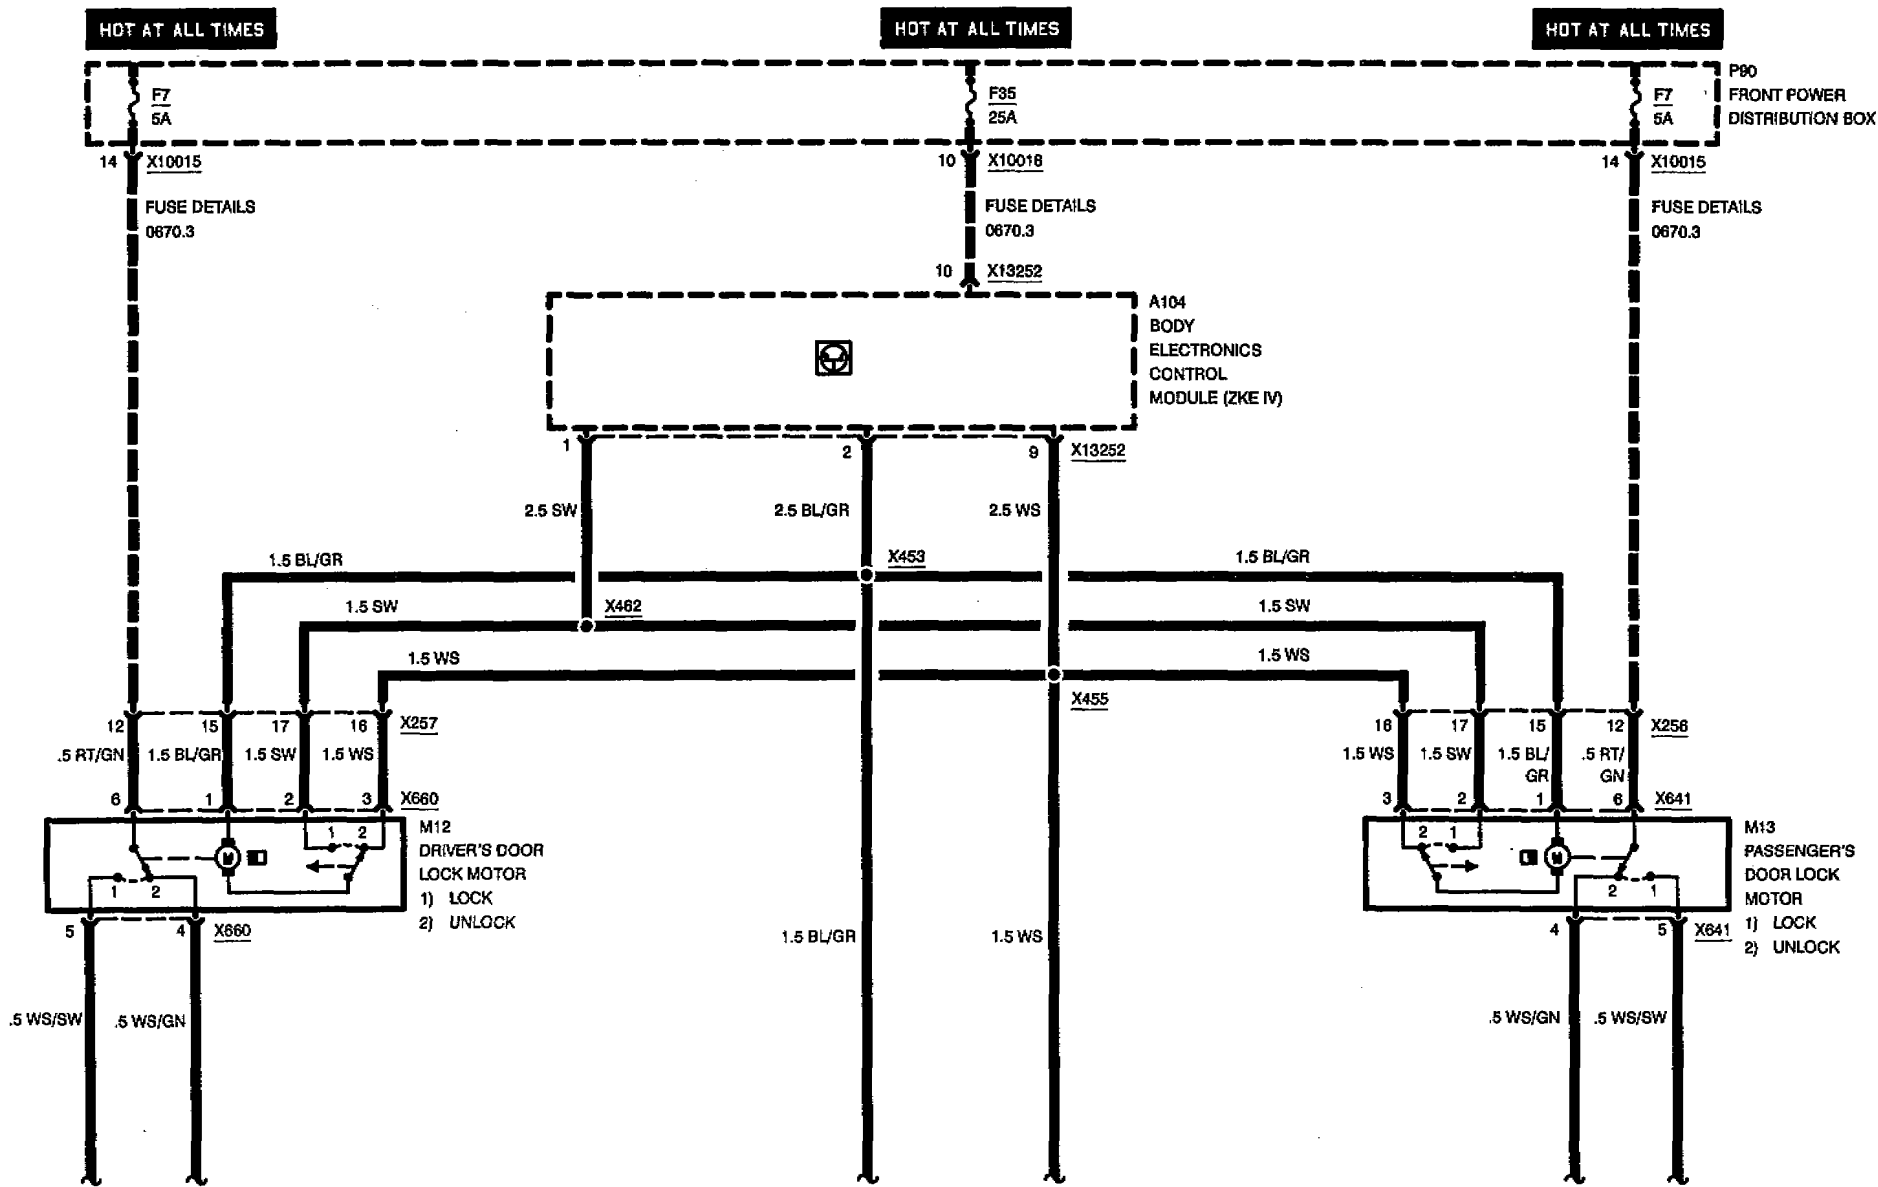 HOT AT ALL TIMES
HOT AT ALL TIMES
HOT AT ALL TIMES
F7
5A
F35
25A
F7
5A
P90
FRONT POWER
DISTRIBUTION BOX
14 X10015
10 X10016
14 X10015
FUSE DETAILS
0670.3
FUSE DETAILS
0670.3
FUSE DETAILS
0670.3
10 X13252
A104
BODY
ELECTRONICS
CONTROL
MODULE (ZKE IV)
1 2 9 X13252
2.5 SW 2.5 BL/GR 2.5 WS
1.5 BL/GR X453 1.5 BL/GR
1.5 SW X462 1.5 SW
1.5 WS 1.5 WS
X455
12 15 17 16 X257
.5 RT/GN 1.5 BL/GR 1.5 SW 1.5 WS
6 1 2 3 X660
16 17 15 12 X256
1.5 WS 1.5 SW 1.5 BL/
GR .5 RT/
GN
3 2 1 6 X641
1 2
M
1 2
M12
DRIVER'S DOOR
LOCK MOTOR
1) LOCK
2) UNLOCK
2 1
M
2 1
M13
PASSENGER'S
DOOR LOCK
MOTOR
1) LOCK
2) UNLOCK
5 4 X660
4 5 X641
1.5 BL/GR 1.5 WS
.5 WS/SW .5 WS/GN
.5 WS/GN .5 WS/SW